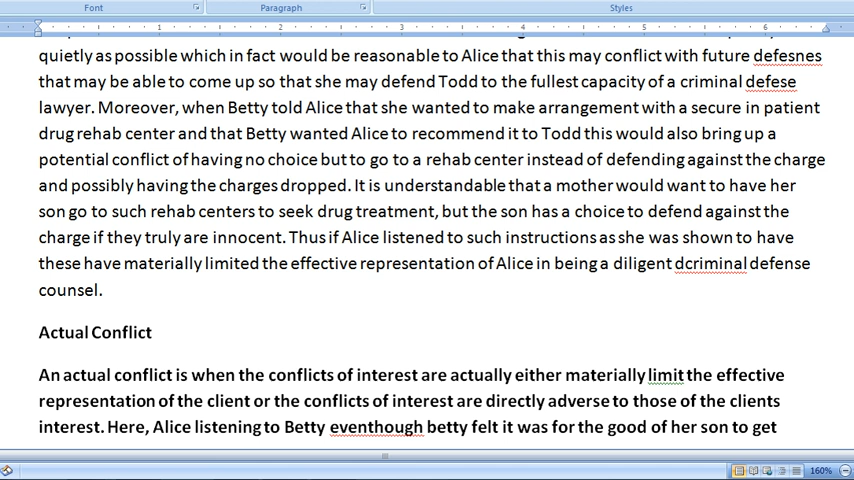 Font Paragraph Styles
1 2 3 4 5 6
quietly as possible which in fact would be reasonable to Alice that this may conflict with future defesnes
that may be able to come up so that she may defend Todd to the fullest capacity of a criminal defese
lawyer. Moreover, when Betty told Alice that she wanted to make arrangement with a secure in patient
drug rehab center and that Betty wanted Alice to recommend it to Todd this would also bring up a
potential conflict of having no choice but to go to a rehab center instead of defending against the charge
and possibly having the charges dropped. It is understandable that a mother would want to have her
son go to such rehab centers to seek drug treatment, but the son has a choice to defend against the
charge if they truly are innocent. Thus if Alice listened to such instructions as she was shown to have
these have materially limited the effective representation of Alice in being a diligent dcriminal defense
counsel.
Actual Conflict
An actual conflict is when the conflicts of interest are actually either materially limit the effective
representation of the client or the conflicts of interest are directly adverse to those of the clients
interest. Here, Alice listening to Betty eventhough betty felt it was for the good of her son to get
160%